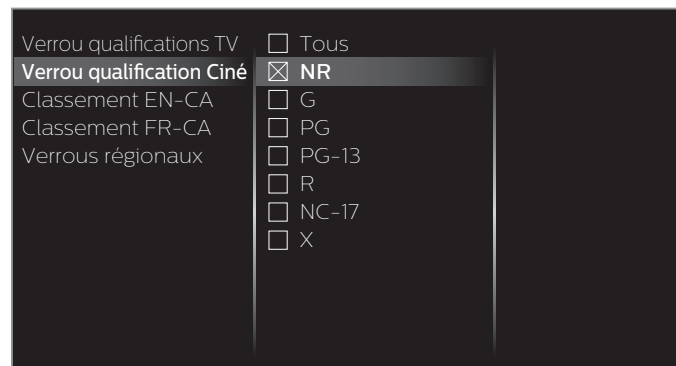 Verrou qualifications TV
Verrou qualification Ciné
Classement EN-CA
Classement FR-CA
Verrous régionaux
Tous
NR
G
PG
PG-13
R
NC-17
X